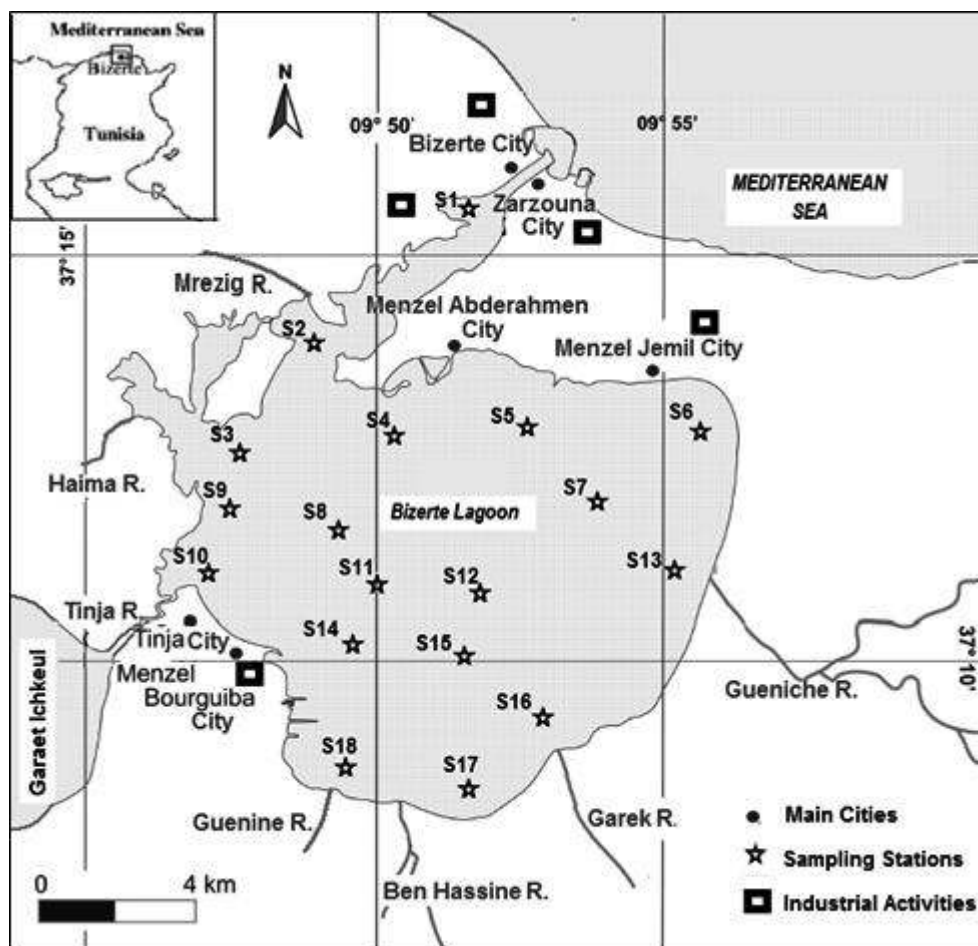 Mediterranean Sea
Bizerte
Tunisia
N
09° 50'
09° 55'
Bizerte City
MEDITERRANEAN
SEA
S1
Zarzouna
City
37° 15'
Mrezig R.
Menzel Abderahmen
City
S2
Menzel Jemil City
S3
S4
S5
S6
Haima R.
S9
S8
Bizerte Lagoon
S7
S10
S11
S12
S13
Tinja R.
Tinja City
S14
S15
37° 10'
Menzel
Bourguiba
City
Gueniche R.
Garaet Ichkeul
S16
S18
S17
Guenine R.
Garek R.
Ben Hassine R.
Main Cities
Sampling Stations
Industrial Activities
0 4 km